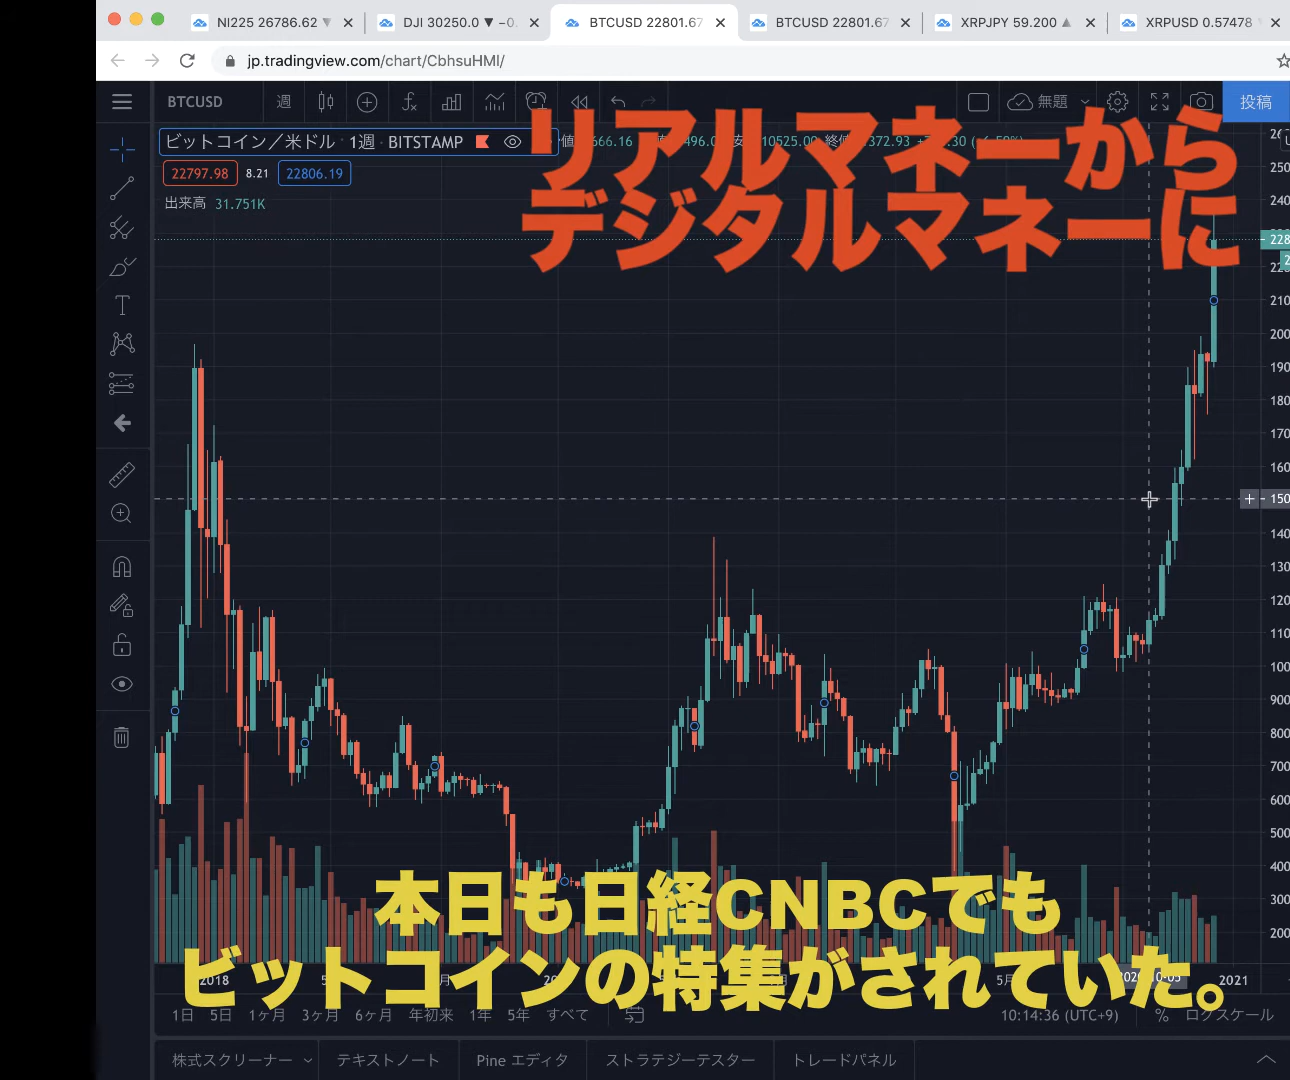 NI225 26786.62 ▼
DJI 30250.0 ▼ −0.
BTCUSD 22801.67
BTCUSD 22801.67
XRPJPY 59.200 ▲
XRPUSD 0.57478
jp.tradingview.com/chart/CbhsuHMI/
BTCUSD 週 無題 投稿
リアルマネーから
デジタルマネーに
ビットコイン／米ドル · 1週 · BITSTAMP
22797.98 8.21 22806.19
出来高 31.751K
本日も日経CNBCでも
ビットコインの特集がされていた。
2018 2021
1日 5日 1ヶ月 3ヶ月 6ヶ月 年初来 1年 5年 すべて 10:14:36 (UTC+9) % ログスケール
株式スクリーナー テキストノート Pine エディタ ストラテジーテスター トレードパネル